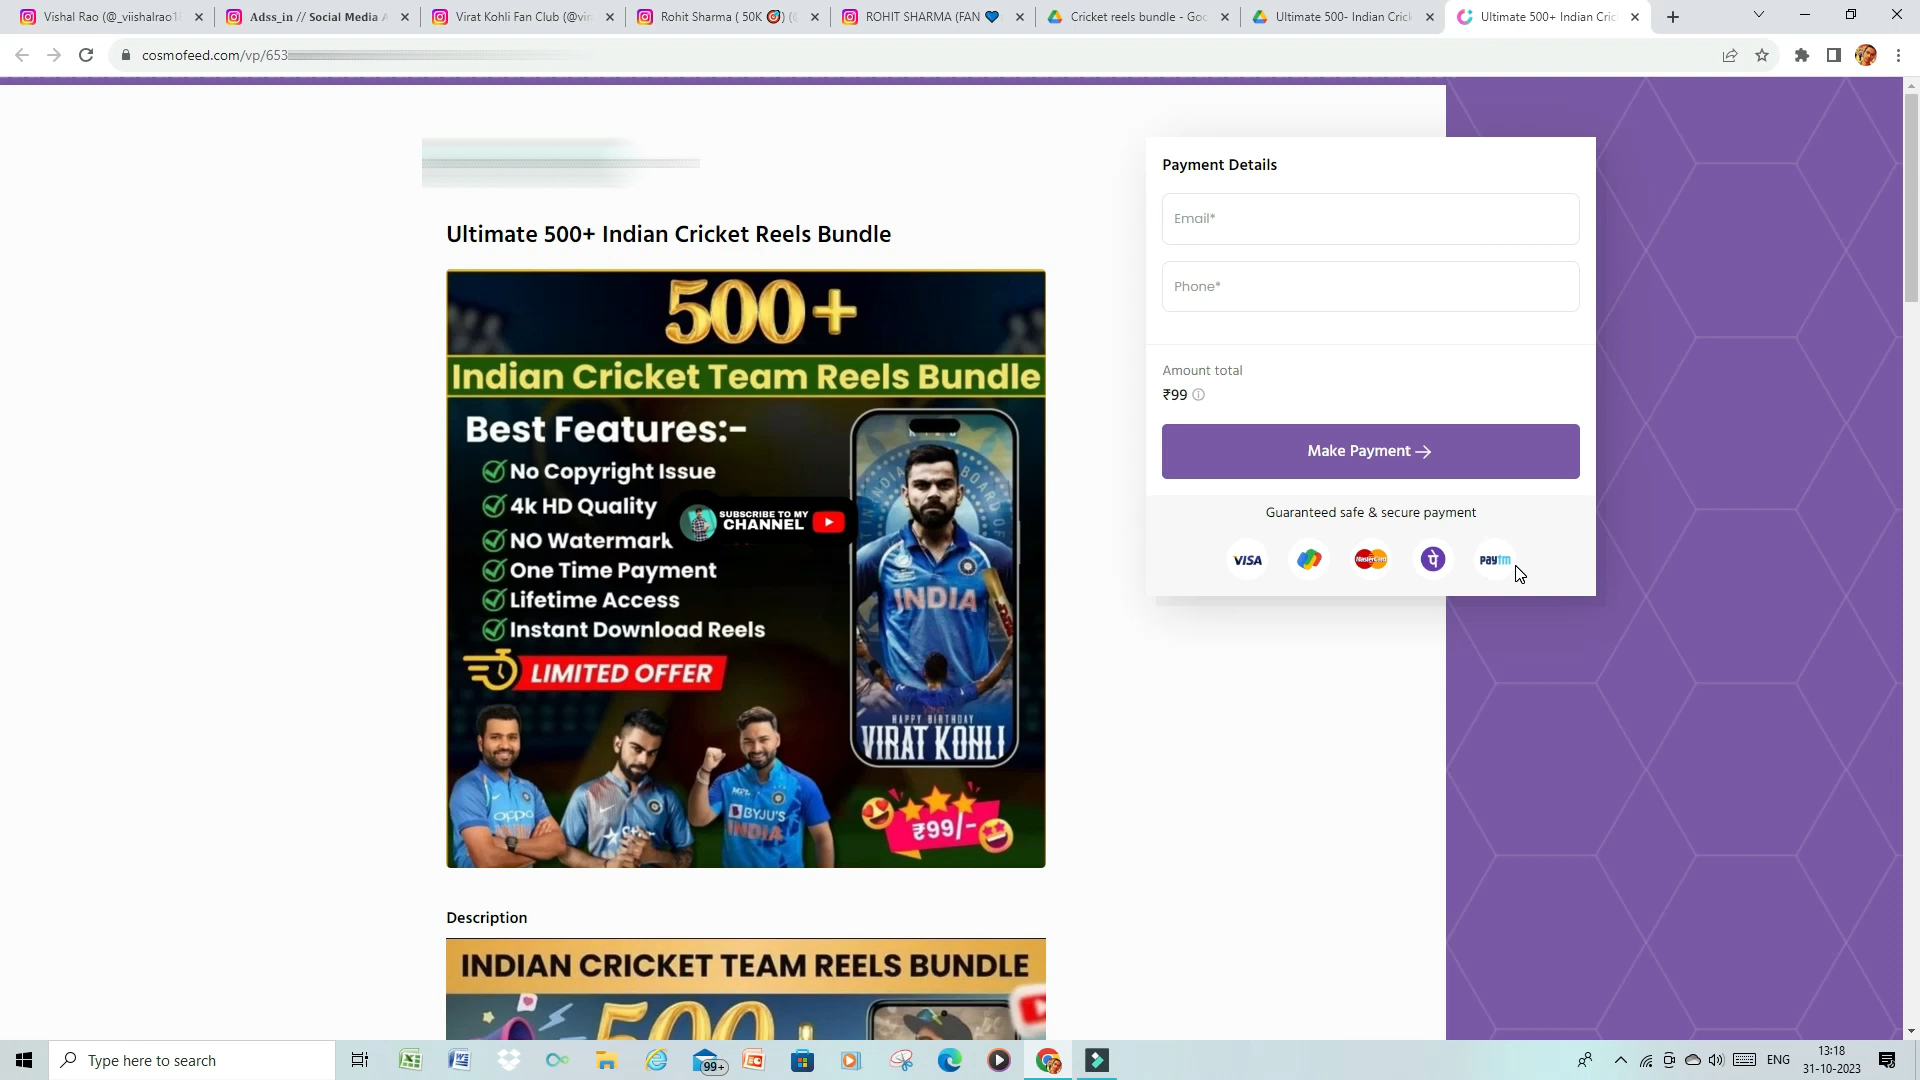 Vishal Rao (@_viishalrao1
Adss_in // Social Media A
Virat Kohli Fan Club (@vir
Rohit Sharma ( 50K 🎯) (
ROHIT SHARMA (FAN 💙
Cricket reels bundle - Goo
Ultimate 500- Indian Crick
Ultimate 500+ Indian Cric
cosmofeed.com/vp/653
Ultimate 500+ Indian Cricket Reels Bundle
500+
Indian Cricket Team Reels Bundle
Best Features:-
No Copyright Issue
4k HD Quality
NO Watermark
One Time Payment
Lifetime Access
Instant Download Reels
LIMITED OFFER
SUBSCRIBE TO MY
CHANNEL
INDIA
HAPPY BIRTHDAY
VIRAT KOHLI
oppo
BYJU'S
INDIA
₹99/-
Description
INDIAN CRICKET TEAM REELS BUNDLE
500+
Payment Details
Email*
Phone*
Amount total
₹99
Make Payment →
Guaranteed safe & secure payment
VISA
MasterCard
पे
paytm
Type here to search
99+
ENG
13:18
31-10-2023